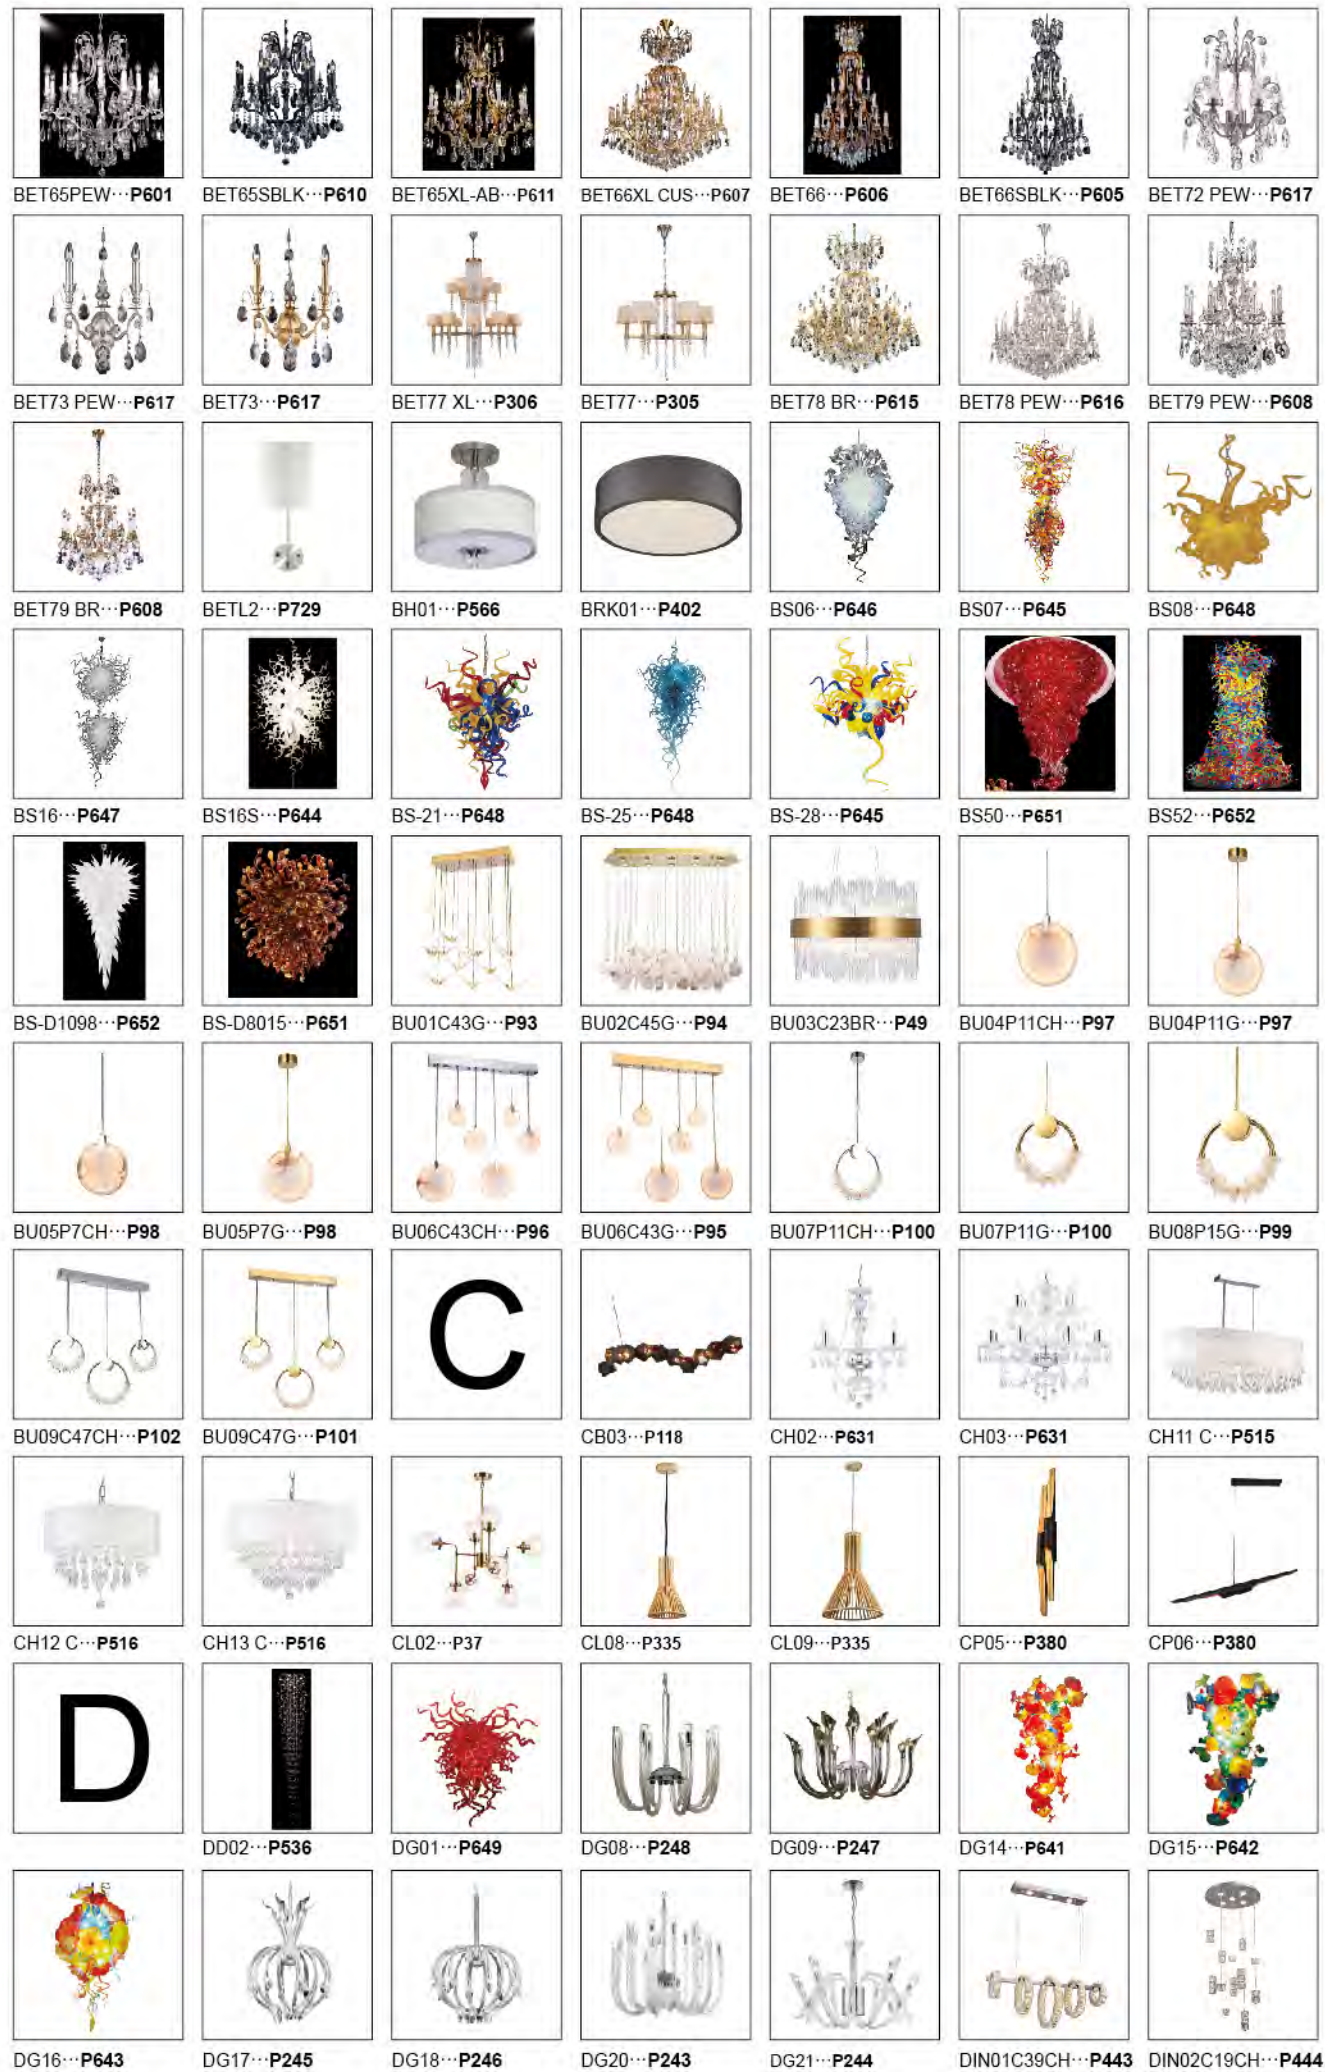 BET65PEW···P601 BET65SBLK···P610 BET65XL-AB···P611 BET66XL CUS···P607 BET66···P606 BET66SBLK···P605 BET72 PEW···P617
BET73 PEW···P617 BET73···P617 BET77 XL···P306 BET77···P305 BET78 BR···P615 BET78 PEW···P616 BET79 PEW···P608
BET79 BR···P608 BETL2···P729 BH01···P566 BRK01···P402 BS06···P646 BS07···P645 BS08···P648
BS16···P647 BS16S···P644 BS-21···P648 BS-25···P648 BS-28···P645 BS50···P651 BS52···P652
BS-D1098···P652 BS-D8015···P651 BU01C43G···P93 BU02C45G···P94 BU03C23BR···P49 BU04P11CH···P97 BU04P11G···P97
BU05P7CH···P98 BU05P7G···P98 BU06C43CH···P96 BU06C43G···P95 BU07P11CH···P100 BU07P11G···P100 BU08P15G···P99
C
BU09C47CH···P102 BU09C47G···P101 CB03···P118 CH02···P631 CH03···P631 CH11 C···P515
CH12 C···P516 CH13 C···P516 CL02···P37 CL08···P335 CL09···P335 CP05···P380 CP06···P380
D
DD02···P536 DG01···P649 DG08···P248 DG09···P247 DG14···P641 DG15···P642
DG16···P643 DG17···P245 DG18···P246 DG20···P243 DG21···P244 DIN01C39CH···P443 DIN02C19CH···P444